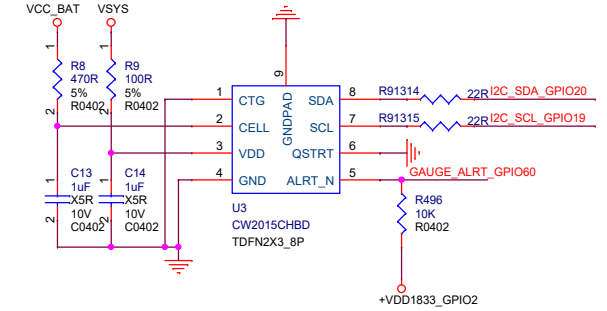 VCC_BAT
VSYS
1
1
R8
470R
5%
R0402
2
R9
100R
5%
R0402
2
9
1
CTG
GNDPAD
SDA
8
R91314
22R
I2C_SDA_GPIO20
2
CELL
SCL
7
R91315
22R
I2C_SCL_GPIO19
3
VDD
QSTRT
6
4
GND
ALRT_N
5
GAUGE_ALRT_GPIO60
1
C13
1uF
X5R
10V
C0402
2
1
C14
1uF
X5R
10V
C0402
2
U3
CW2015CHBD
TDFN2X3_8P
R496
10K
R0402
+VDD1833_GPIO2